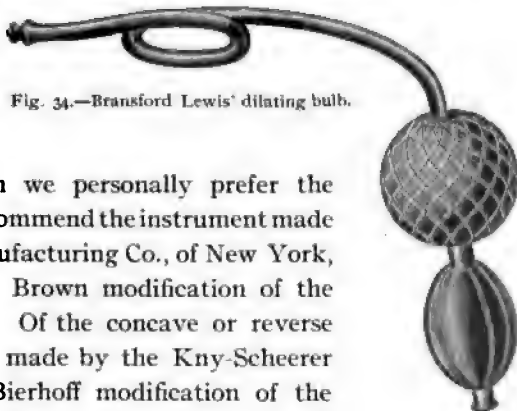 Fig. 34.—Bransford Lewis' dilating bulb.
we personally prefer the
ommend the instrument made
ufacturing Co., of New York,
Brown modification of the
Of the concave or reverse
made by the Kny-Scheerer
Bierhoff modification of the